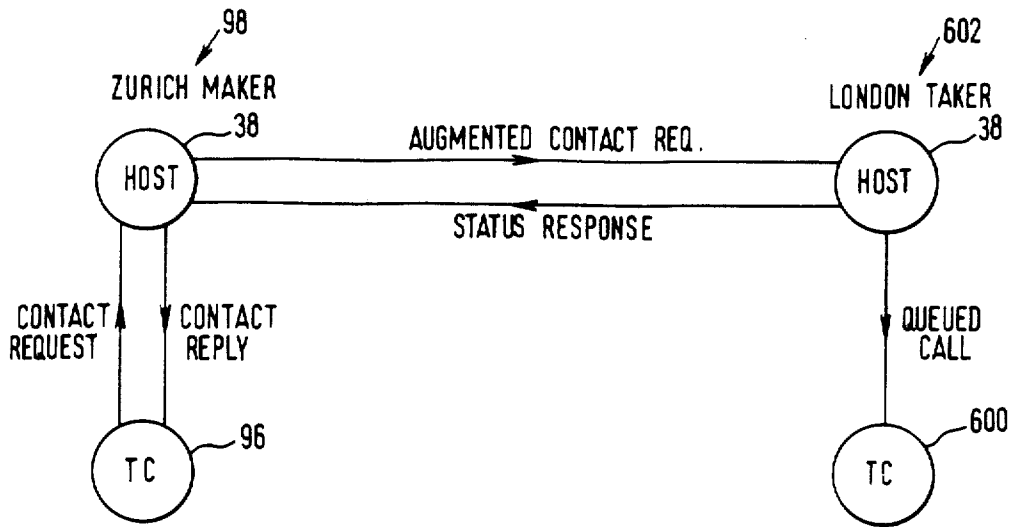 98
ZURICH MAKER
38
HOST
602
LONDON TAKER
38
HOST
AUGMENTED CONTACT REQ.
STATUS RESPONSE
CONTACT
REQUEST
CONTACT
REPLY
QUEUED
CALL
96
TC
600
TC